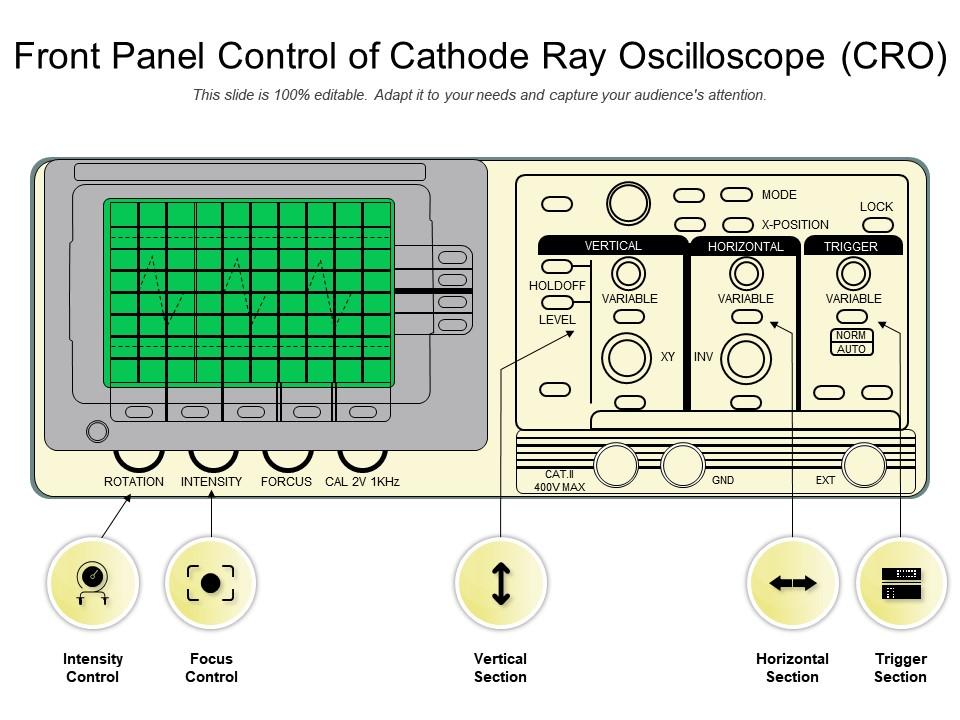 Front Panel Control of Cathode Ray Oscilloscope (CRO)
This slide is 100% editable. Adapt it to your needs and capture your audience's attention.
MODE
LOCK
X-POSITION
VERTICAL
HORIZONTAL
TRIGGER
HOLDOFF
VARIABLE
VARIABLE
VARIABLE
LEVEL
NORM
AUTO
XY
INV
CAT.II
400V MAX
GND
EXT
ROTATION
INTENSITY
FORCUS
CAL 2V 1KHz
Intensity
Control
Focus
Control
Vertical
Section
Horizontal
Section
Trigger
Section